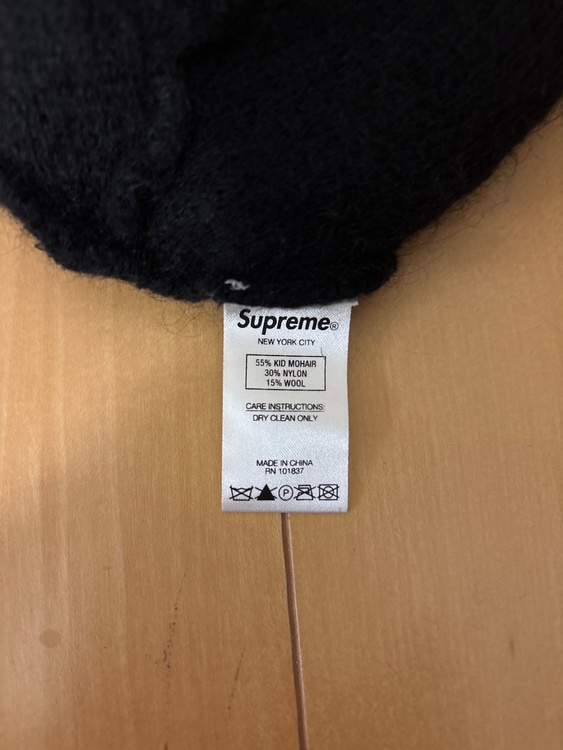 Supreme®
NEW YORK CITY
55% KID MOHAIR
30% NYLON
15% WOOL
CARE INSTRUCTIONS:
DRY CLEAN ONLY
MADE IN CHINA
RN 101837
P